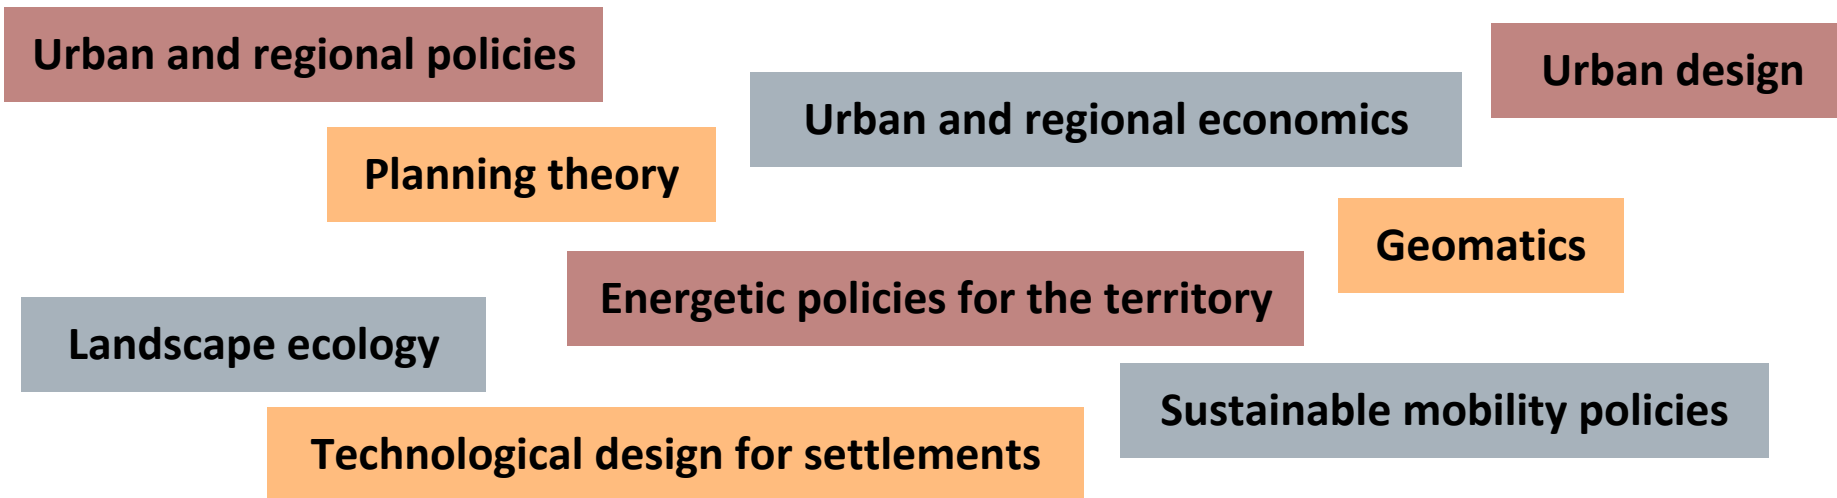 Urban and regional policies
Urban design
Urban and regional economics
Planning theory
Geomatics
Energetic policies for the territory
Landscape ecology
Sustainable mobility policies
Technological design for settlements